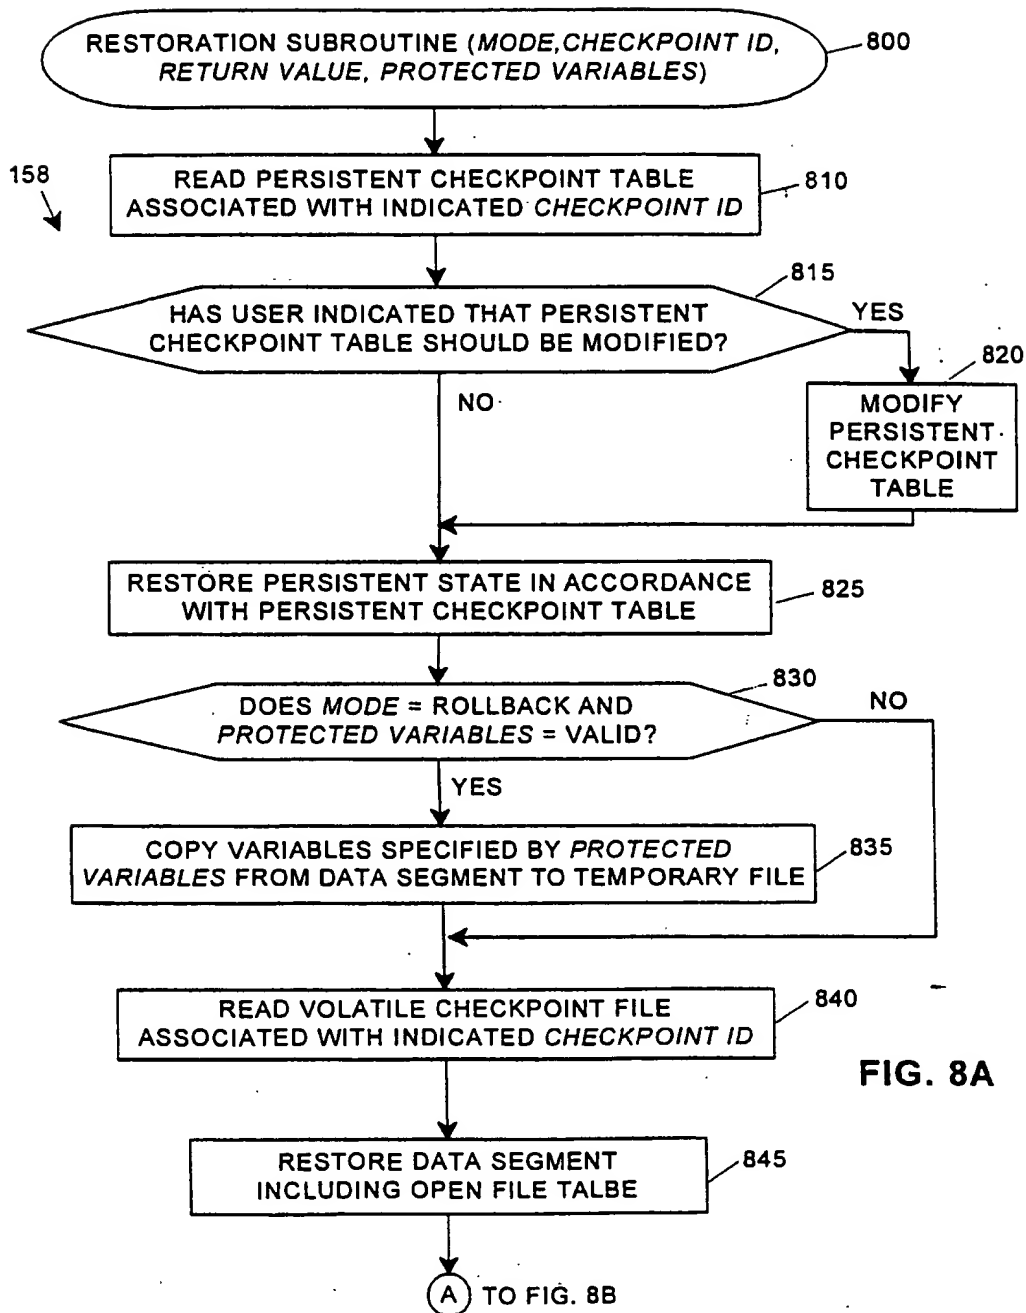 RESTORATION SUBROUTINE (MODE,CHECKPOINT ID,
RETURN VALUE, PROTECTED VARIABLES)
800
158
READ PERSISTENT CHECKPOINT TABLE
ASSOCIATED WITH INDICATED CHECKPOINT ID
810
HAS USER INDICATED THAT PERSISTENT
CHECKPOINT TABLE SHOULD BE MODIFIED?
815
YES
NO
820
MODIFY
PERSISTENT
CHECKPOINT
TABLE
RESTORE PERSISTENT STATE IN ACCORDANCE
WITH PERSISTENT CHECKPOINT TABLE
825
DOES MODE = ROLLBACK AND
PROTECTED VARIABLES = VALID?
830
NO
YES
COPY VARIABLES SPECIFIED BY PROTECTED
VARIABLES FROM DATA SEGMENT TO TEMPORARY FILE
835
READ VOLATILE CHECKPOINT FILE
ASSOCIATED WITH INDICATED CHECKPOINT ID
840
FIG. 8A
RESTORE DATA SEGMENT
INCLUDING OPEN FILE TALBE
845
A TO FIG. 8B